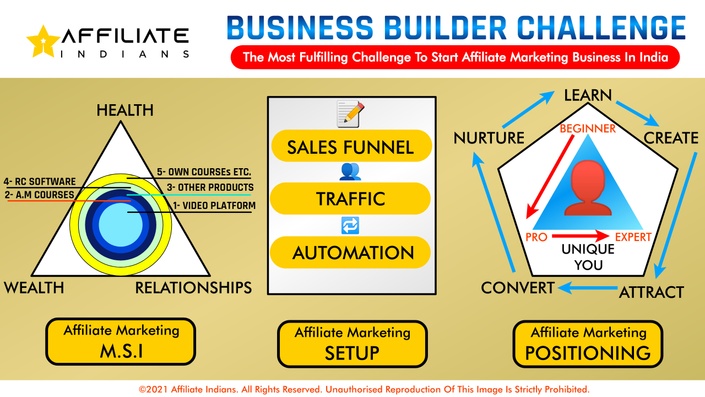 AFFILIATE
INDIANS
BUSINESS BUILDER CHALLENGE
The Most Fulfilling Challenge To Start Affiliate Marketing Business In India
HEALTH
5- OWN COURSEs ETC.
4- RC SOFTWARE
3- OTHER PRODUCTS
2- A.M COURSES
1- VIDEO PLATFORM
WEALTH
RELATIONSHIPS
Affiliate Marketing
M.S.I
SALES FUNNEL
TRAFFIC
AUTOMATION
Affiliate Marketing
SETUP
LEARN
NURTURE
CREATE
BEGINNER
PRO
EXPERT
UNIQUE
YOU
CONVERT
ATTRACT
Affiliate Marketing
POSITIONING
©2021 Affiliate Indians. All Rights Reserved. Unauthorised Reproduction Of This Image Is Strictly Prohibited.